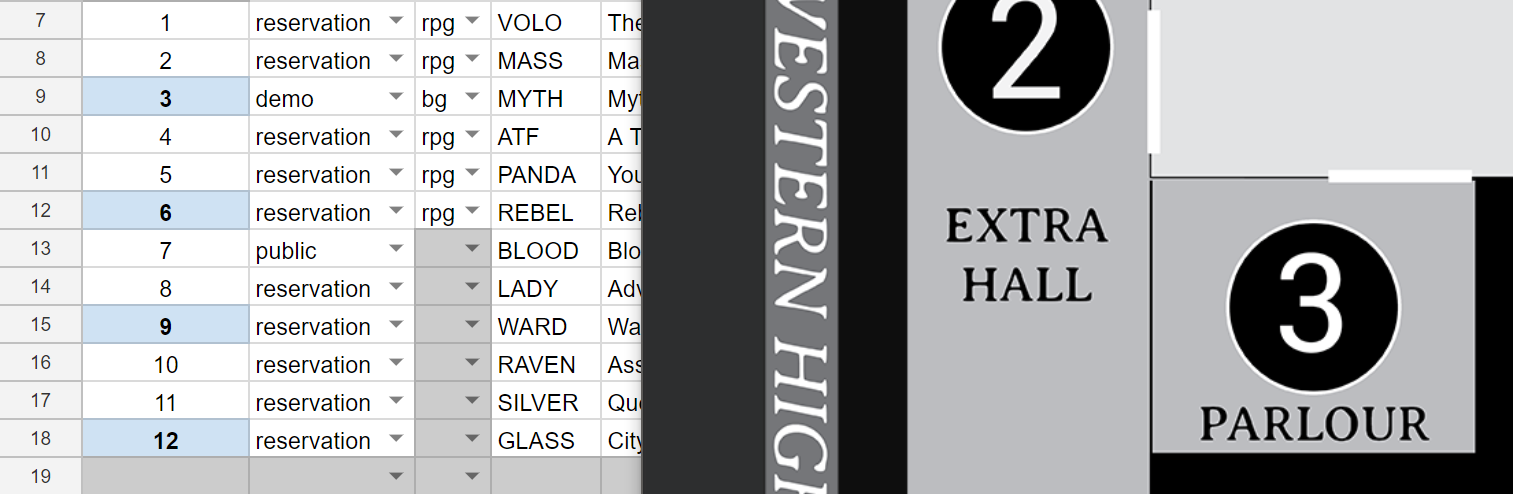 7 1 reservation rpg VOLO The
8 2 reservation rpg MASS Ma
9 3 demo bg MYTH Myt
10 4 reservation rpg ATF A T
11 5 reservation rpg PANDA You
12 6 reservation rpg REBEL Reb
13 7 public BLOOD Blo
14 8 reservation LADY Adv
15 9 reservation WARD Wa
16 10 reservation RAVEN Ass
17 11 reservation SILVER Que
18 12 reservation GLASS City
19
VESTERN HIGH
2
EXTRA
HALL
3
PARLOUR